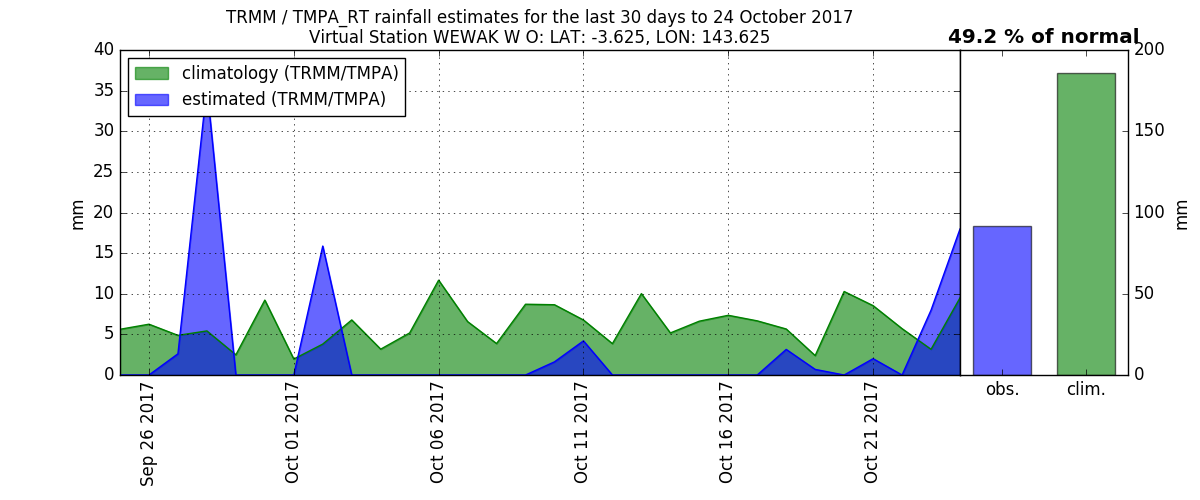 TRMM / TMPA_RT rainfall estimates for the last 30 days to 24 October 2017
Virtual Station WEWAK W O: LAT: -3.625, LON: 143.625
49.2 % of normal
climatology (TRMM/TMPA)
estimated (TRMM/TMPA)
mm
40
35
30
25
20
15
10
5
0
Sep 26 2017
Oct 01 2017
Oct 06 2017
Oct 11 2017
Oct 16 2017
Oct 21 2017
obs.
clim.
200
150
100
50
0
mm